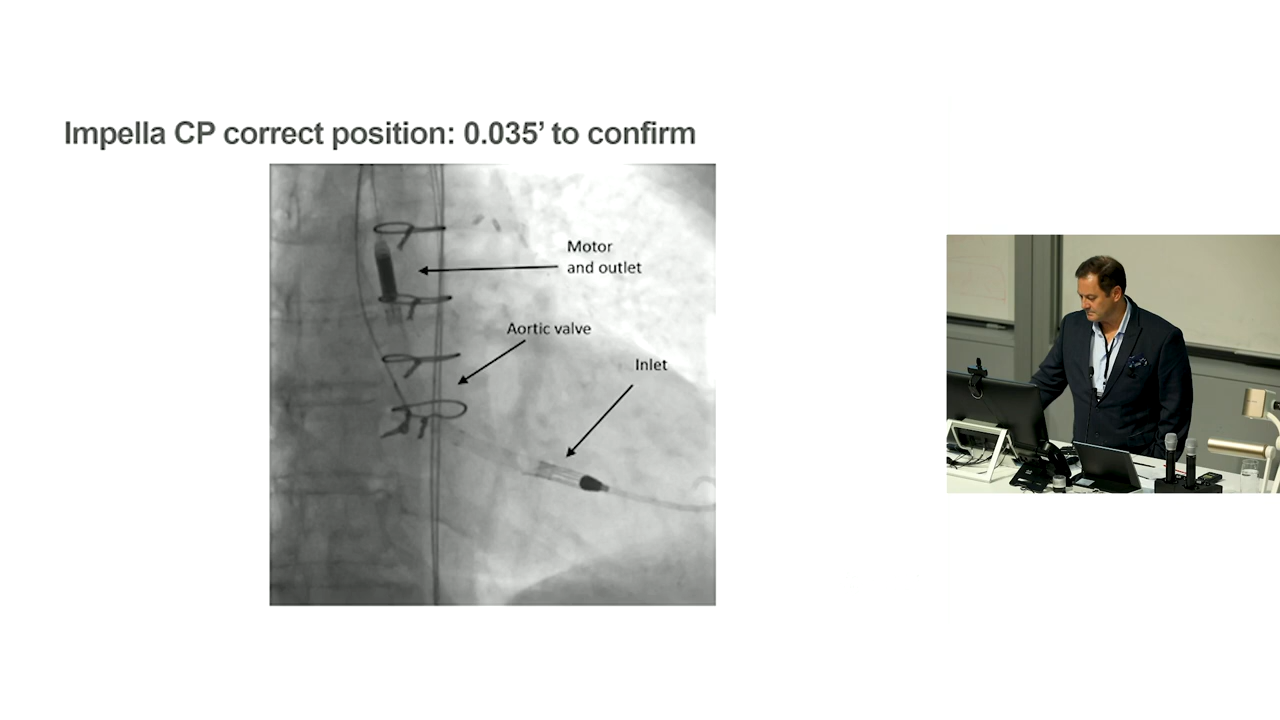 Impella CP correct position: 0.035’ to confirm
Motor
and outlet
Aortic valve
Inlet